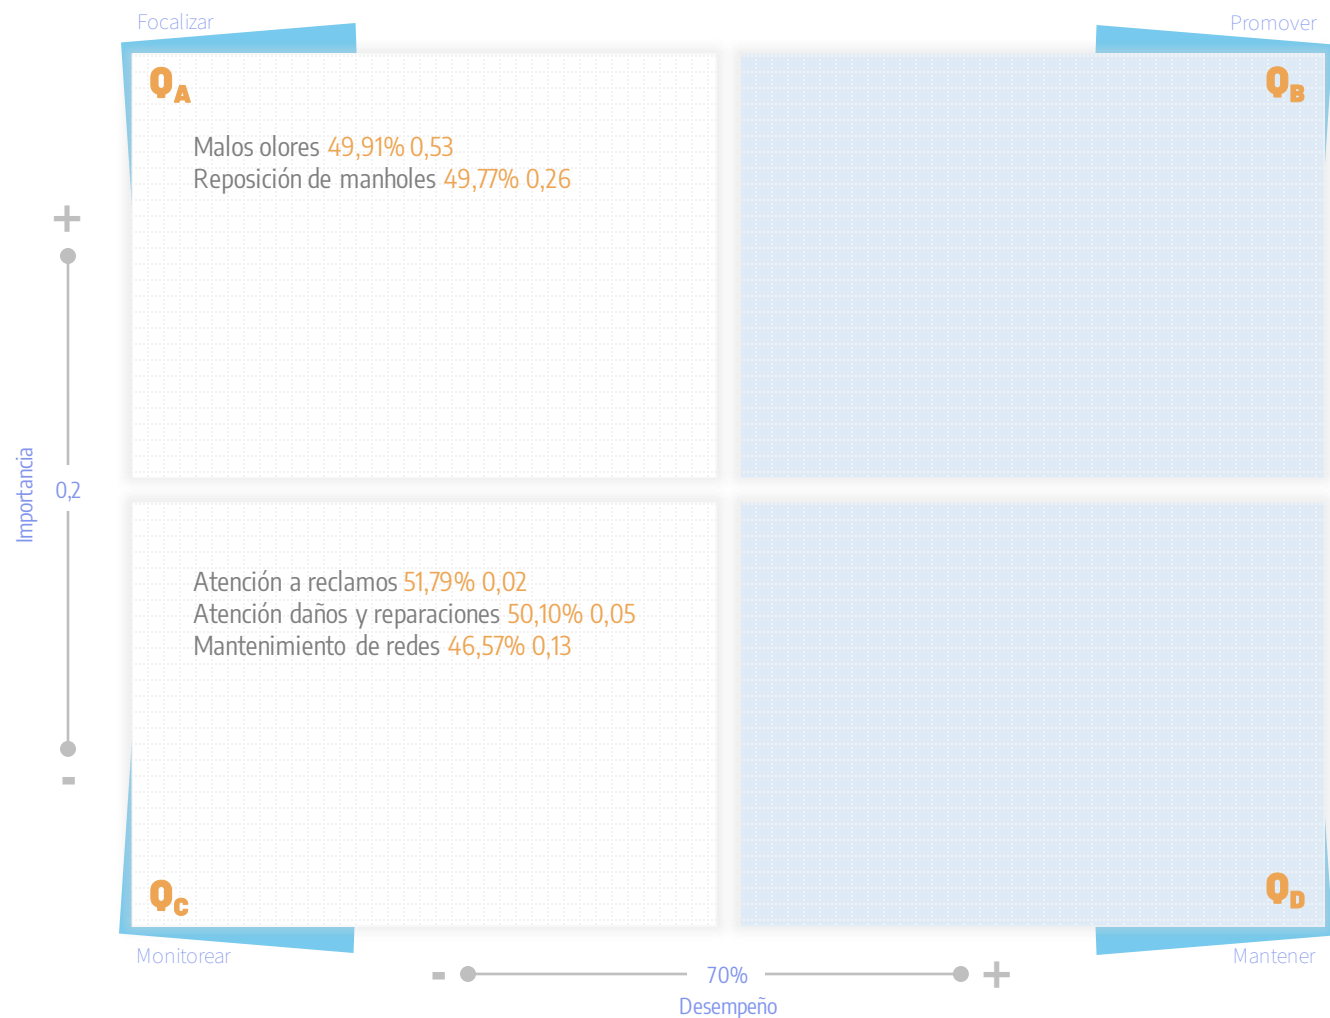 Focalizar
Promover
QA
QB
Malos olores 49,91% 0,53
Reposición de manholes 49,77% 0,26
+
Importancia
0,2
Atención a reclamos 51,79% 0,02
Atención daños y reparaciones 50,10% 0,05
Mantenimiento de redes 46,57% 0,13
-
QC
QD
Monitorear
Mantener
- 70% +
Desempeño